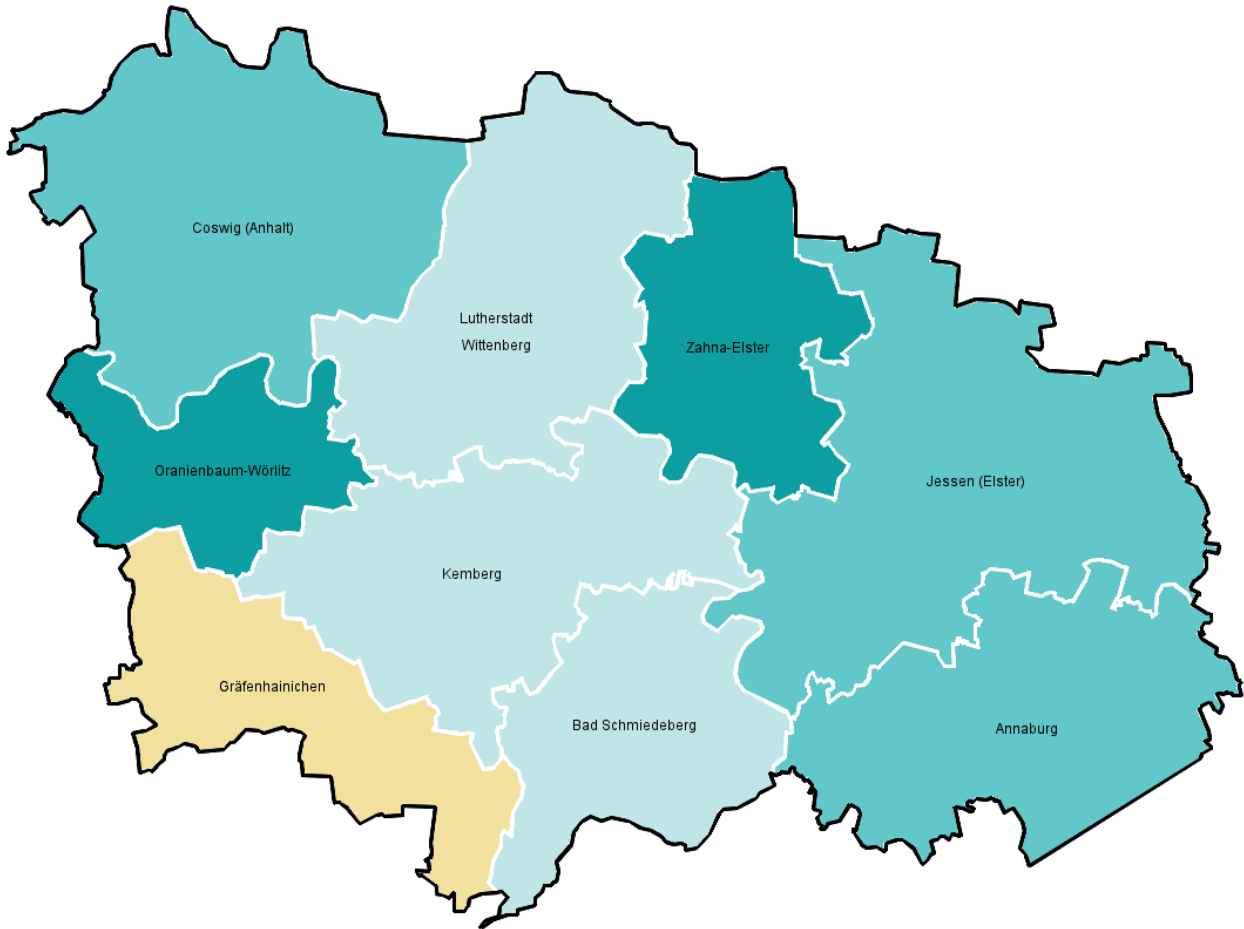 Coswig (Anhalt)
Lutherstadt
Wittenberg
Zahna-Elster
Oranienbaum-Wörlitz
Jessen (Elster)
Kemberg
Gräfenhainichen
Bad Schmiedeberg
Annaburg